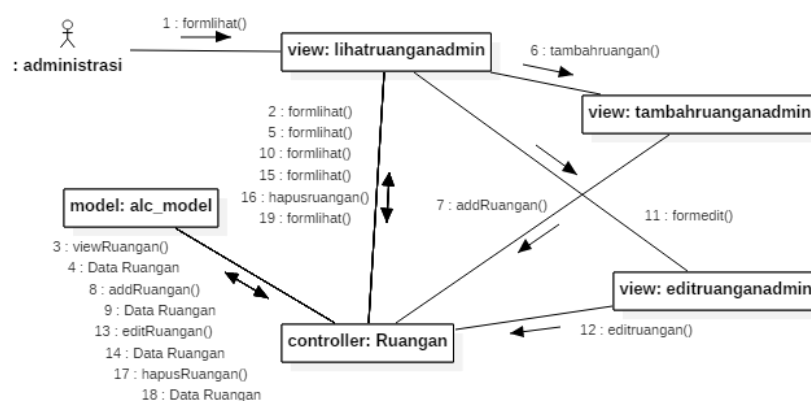 1 : formlihat()
: administrasi
view: lihatruanganadmin
6 : tambahruangan()
view: tambahruanganadmin
2 : formlihat()
5 : formlihat()
10 : formlihat()
15 : formlihat()
16 : hapusruangan()
19 : formlihat()
7 : addRuangan()
11 : formedit()
model: alc_model
3 : viewRuangan()
4 : Data Ruangan
8 : addRuangan()
9 : Data Ruangan
13 : editRuangan()
14 : Data Ruangan
17 : hapusRuangan()
18 : Data Ruangan
view: editruanganadmin
controller: Ruangan
12 : editruangan()